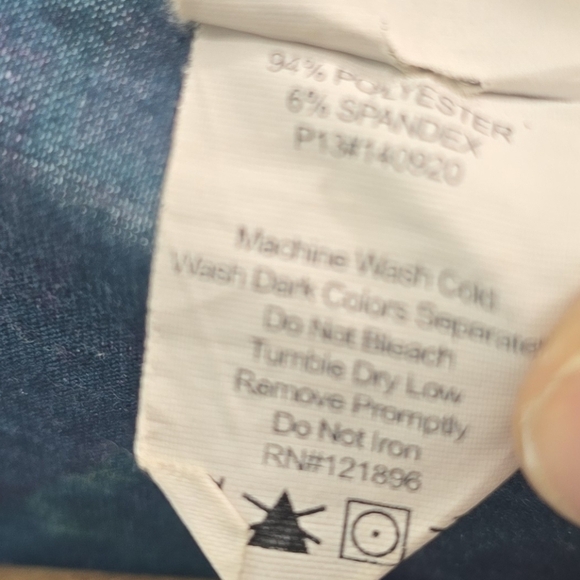 94% POLYESTER
6% SPANDEX
P13#140920
Machine Wash Cold
Wash Dark Colors Separately
Do Not Bleach
Tumble Dry Low
Remove Promptly
Do Not Iron
RN#121896